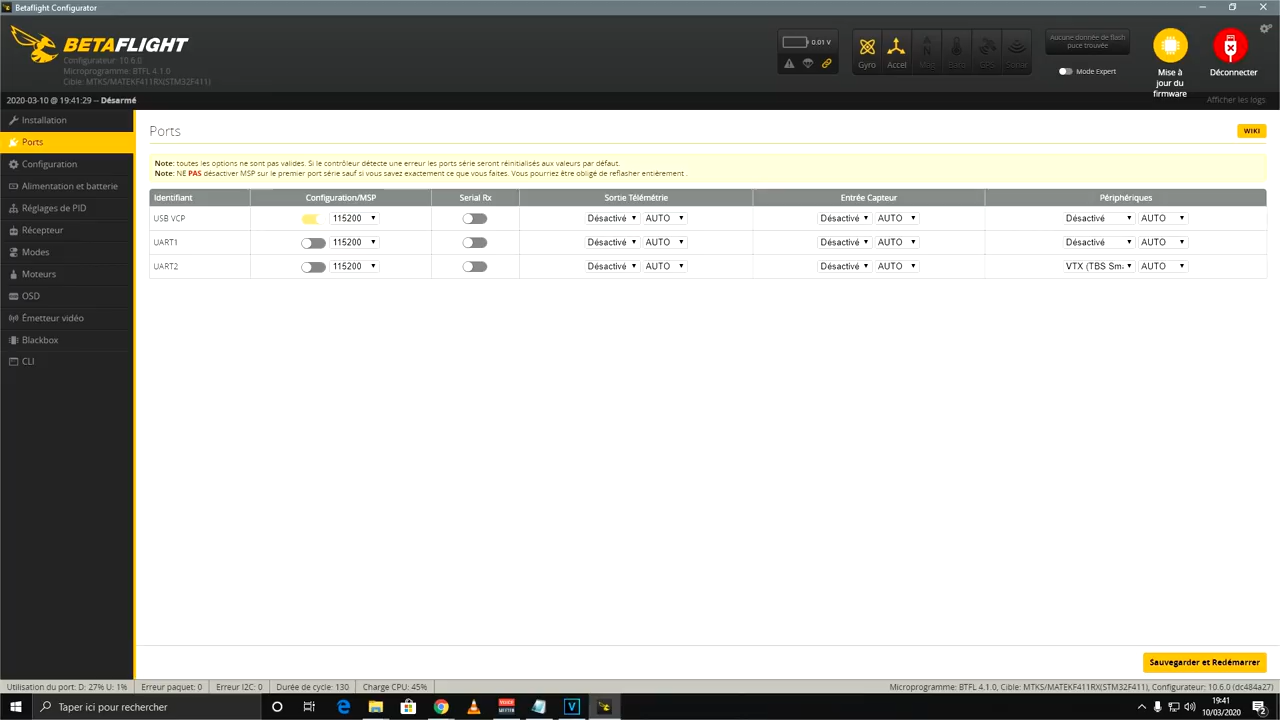 Betaflight Configurator
BETAFLIGHT
Configurateur: 10.6.0
Microprogramme: BTFL 4.1.0
Cible: MTKS/MATEKF411RX(STM32F411)
0.01 V
Gyro
Accel
Mag
Baro
GPS
Sonar
Aucune donnée de flash
puce trouvée
Mode Expert
Mise à
jour du
firmware
Déconnecter
2020-03-10 @ 19:41:29 -- Désarmé
Afficher les logs
Installation
Ports
Configuration
Alimentation et batterie
Réglages de PID
Récepteur
Modes
Moteurs
OSD
Émetteur vidéo
Blackbox
CLI
Ports
WIKI
Note: toutes les options ne sont pas valides. Si le contrôleur détecte une erreur les ports série seront réinitialisés aux valeurs par défaut.
Note: NE PAS désactiver MSP sur le premier port série sauf si vous savez exactement ce que vous faites. Vous pourriez être obligé de reflasher entièrement .
Identifiant Configuration/MSP Serial Rx Sortie Télémétrie Entrée Capteur Périphériques
USB VCP 115200 Désactivé AUTO Désactivé AUTO Désactivé AUTO
UART1 115200 Désactivé AUTO Désactivé AUTO Désactivé AUTO
UART2 115200 Désactivé AUTO Désactivé AUTO VTX (TBS Sm AUTO
Sauvegarder et Redémarrer
Utilisation du port: D: 27% U: 1% Erreur paquet: 0 Erreur I2C: 0 Durée de cycle: 130 Charge CPU: 45% Microprogramme: BTFL 4.1.0, Cible: MTKS/MATEKF411RX(STM32F411), Configurateur: 10.6.0 (dc484a27)
Taper ici pour rechercher
19:41
10/03/2020
2